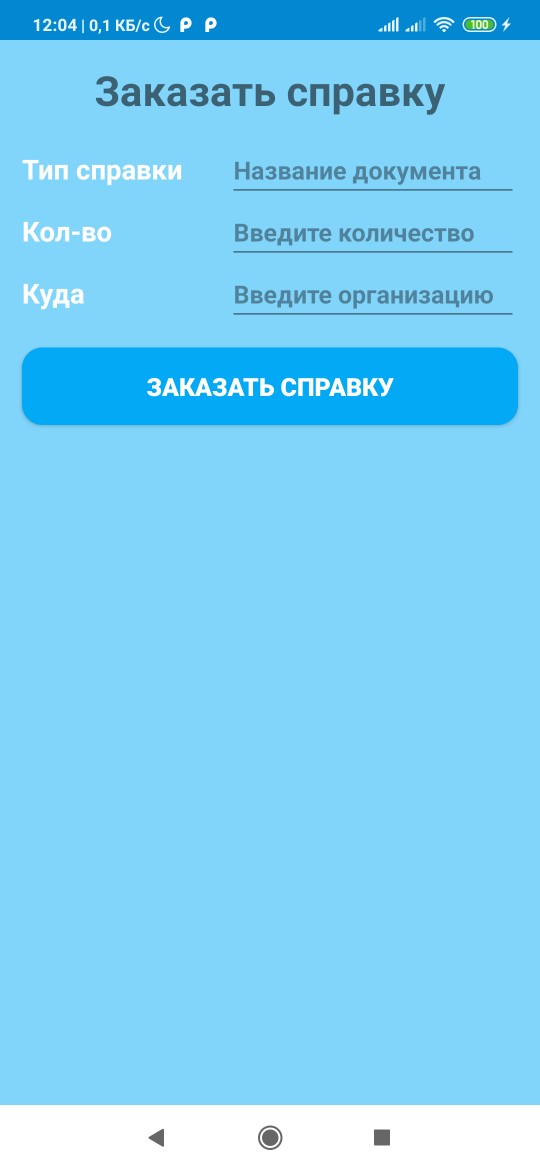 12:04 | 0,1 КБ/с 100
Заказать справку
Тип справки Название документа
Кол-во Введите количество
Куда Введите организацию
ЗАКАЗАТЬ СПРАВКУ